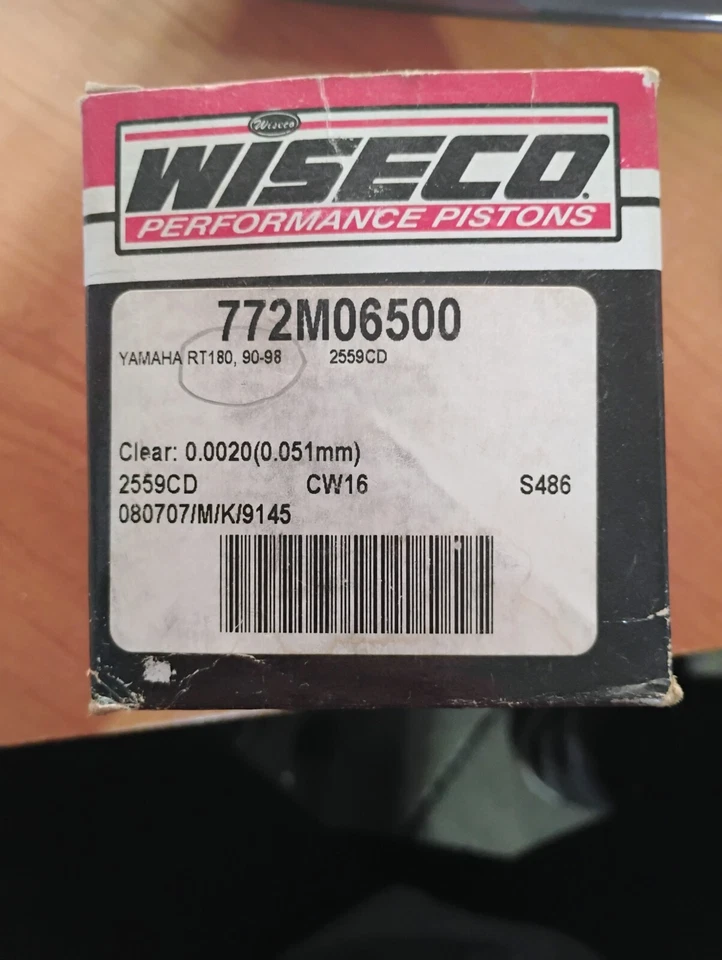 Wiseco
WISECO.
PERFORMANCE PISTONS
772M06500
YAMAHA RT180, 90-98 2559CD
Clear: 0.0020(0.051mm)
2559CD CW16 S486
080707/M/K/9145